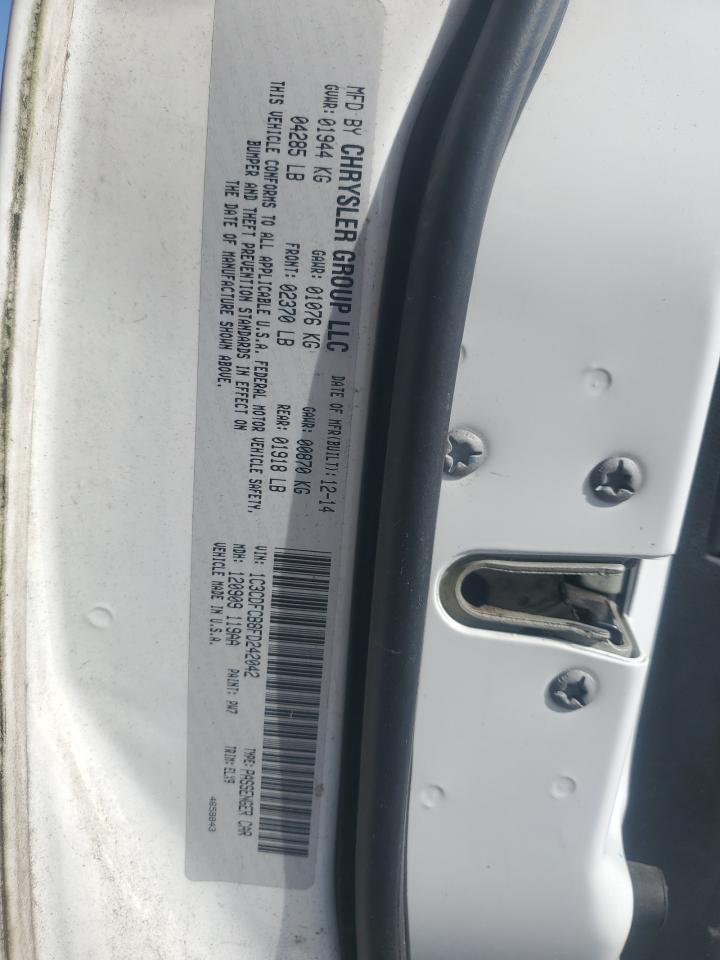 MFD BY CHRYSLER GROUP LLC DATE OF MFR(BUILT): 12-14
GVWR: 01944 KG GAWR: 01076 KG GAWR: 00870 KG
04285 LB FRONT: 02370 LB REAR: 01918 LB
THIS VEHICLE CONFORMS TO ALL APPLICABLE U.S.A. FEDERAL MOTOR VEHICLE SAFETY,
BUMPER AND THEFT PREVENTION STANDARDS IN EFFECT ON
THE DATE OF MANUFACTURE SHOWN ABOVE.
VIN: 1C3CDFCB8FD242042 TYPE: PASSENGER CAR
MDH: 120909 119AA PAINT: PW7 TRIM: ELX9
VEHICLE MADE IN U.S.A. 4658843